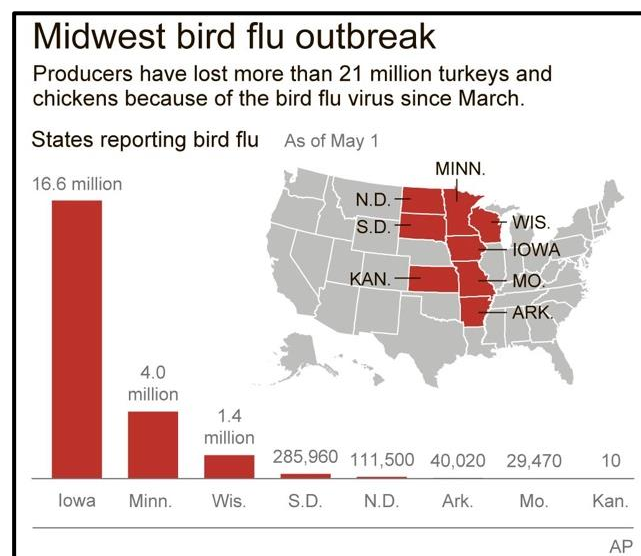 Midwest bird flu outbreak
Producers have lost more than 21 million turkeys and
chickens because of the bird flu virus since March.
States reporting bird flu As of May 1
MINN.
N.D.
S.D.
WIS.
IOWA
KAN.
MO.
ARK.
16.6 million
4.0
million
1.4
million
285,960 111,500 40,020 29,470 10
Iowa Minn. Wis. S.D. N.D. Ark. Mo. Kan.
AP